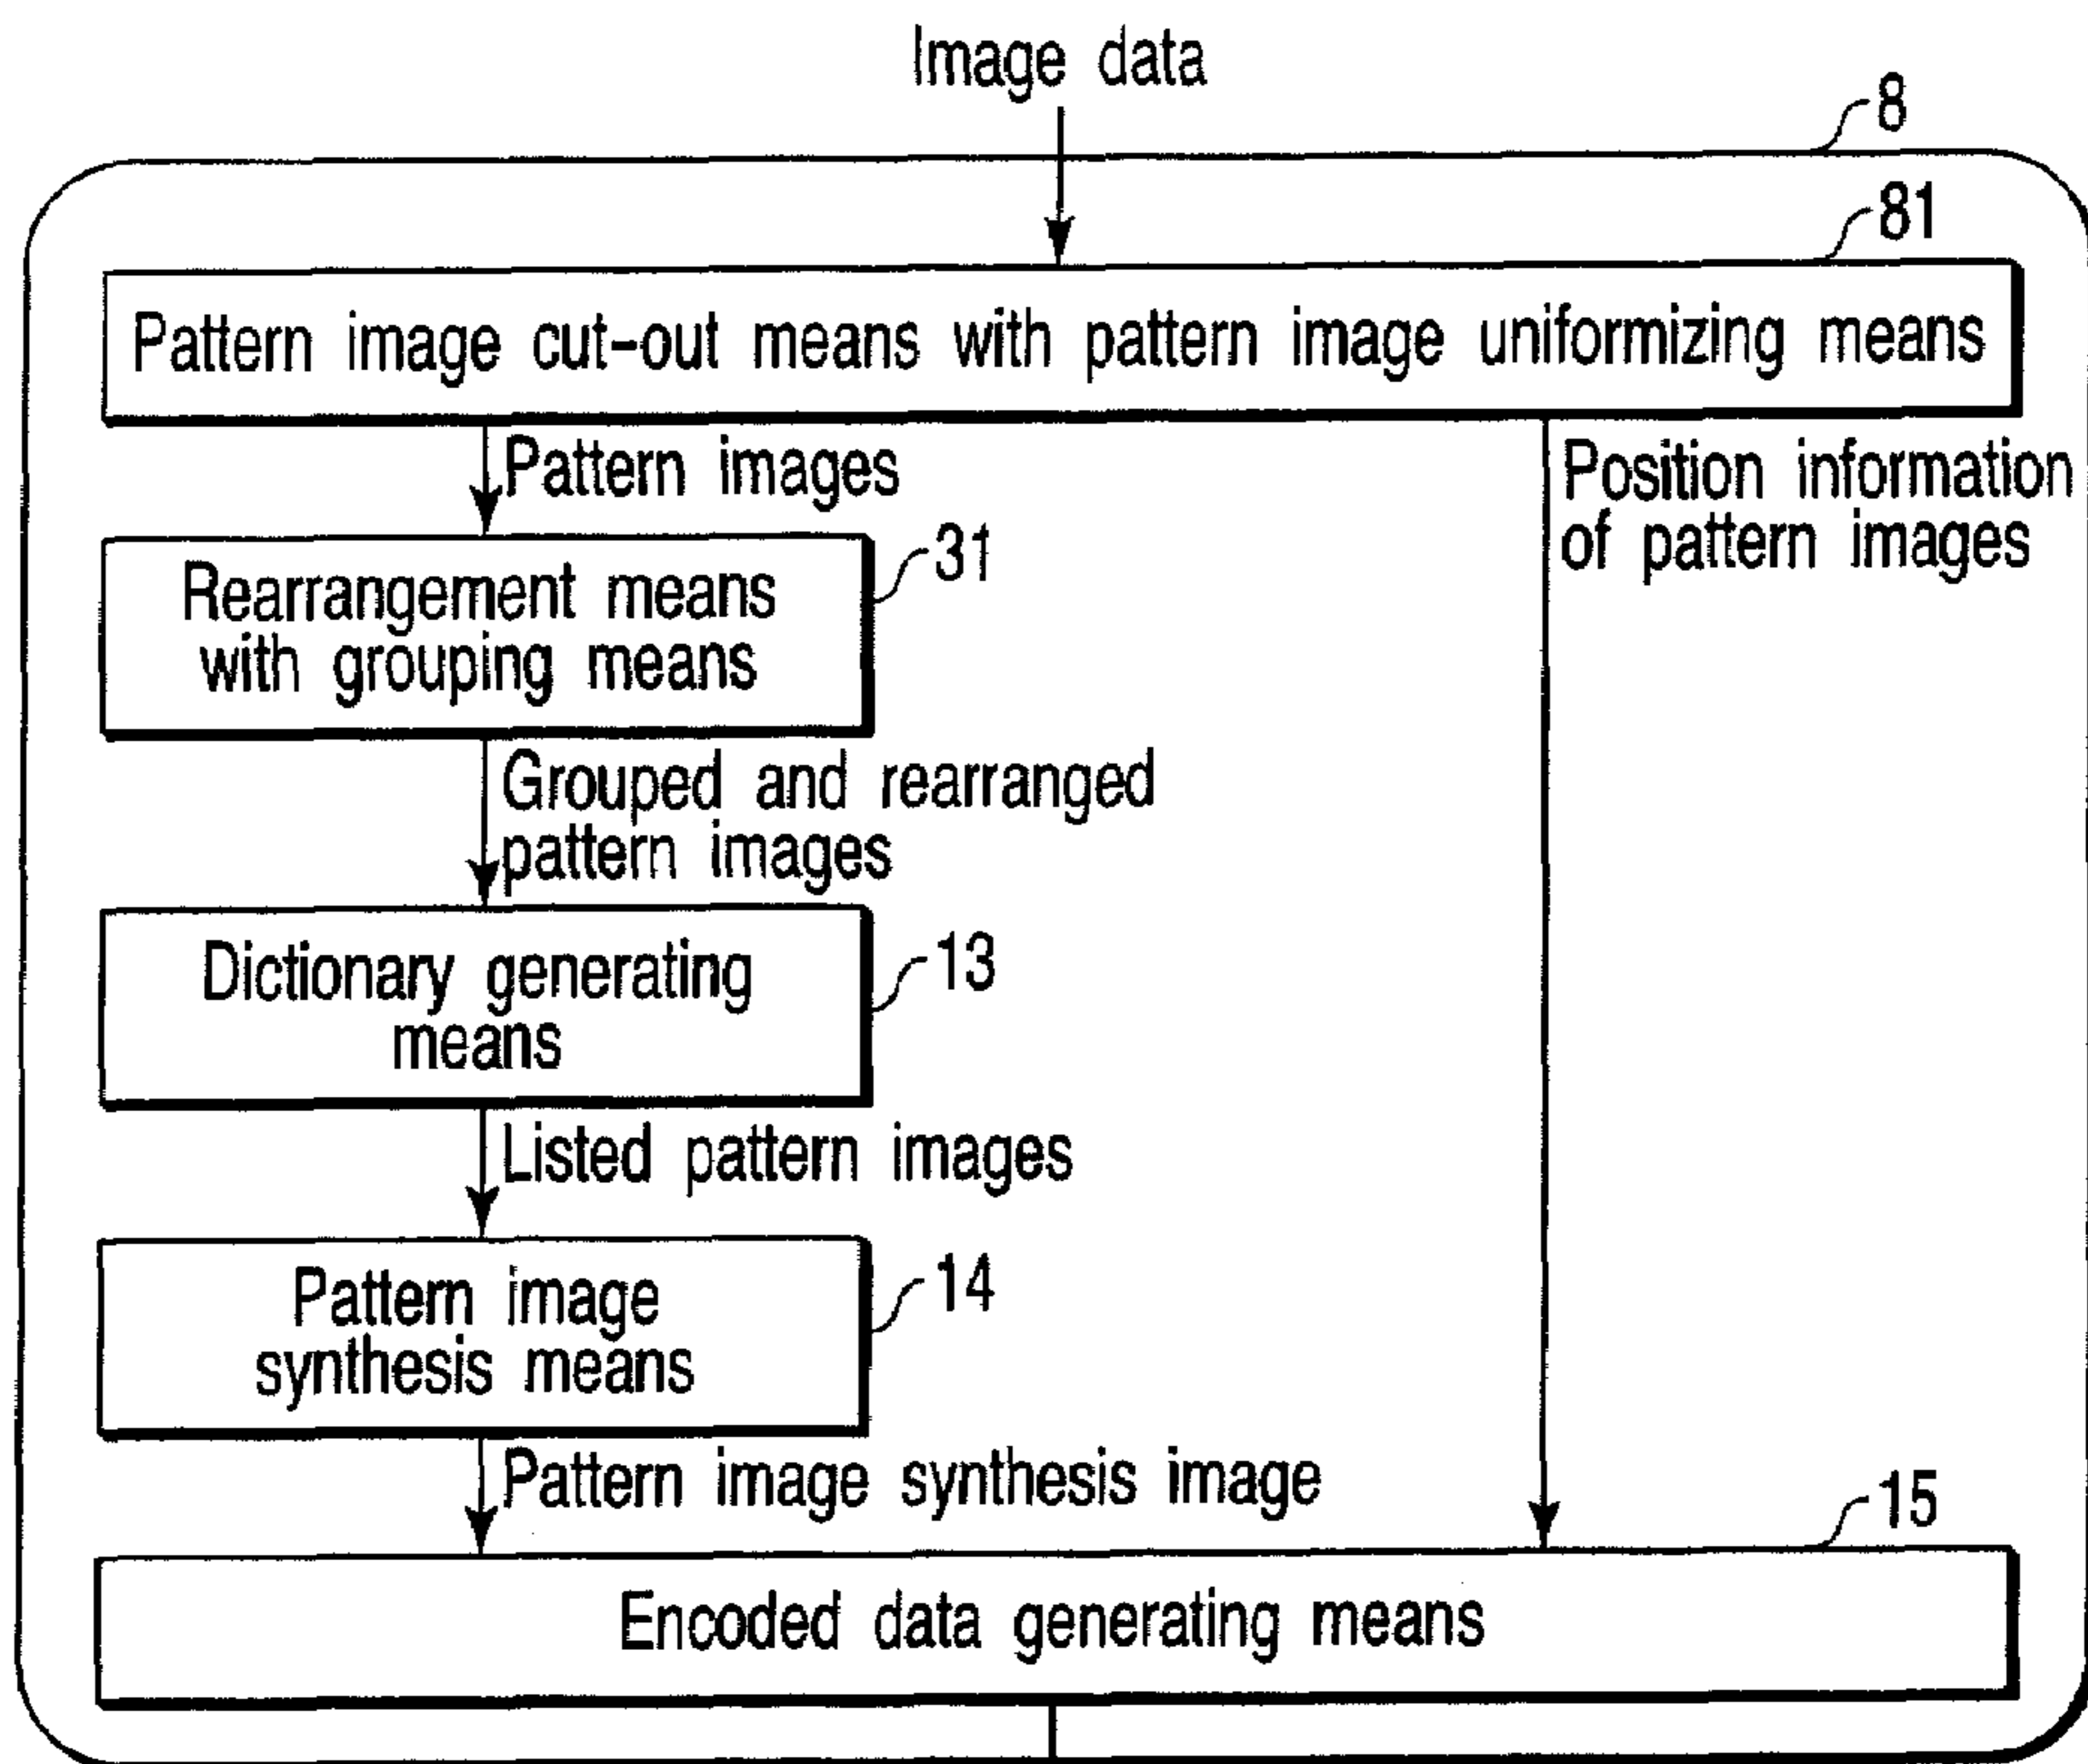 Image data
8
81
Pattern image cut-out means with pattern image uniformizing means
Pattern images
Position information
of pattern images
31
Rearrangement means
with grouping means
Grouped and rearranged
pattern images
13
Dictionary generating
means
Listed pattern images
14
Pattern image
synthesis means
Pattern image synthesis image
15
Encoded data generating means